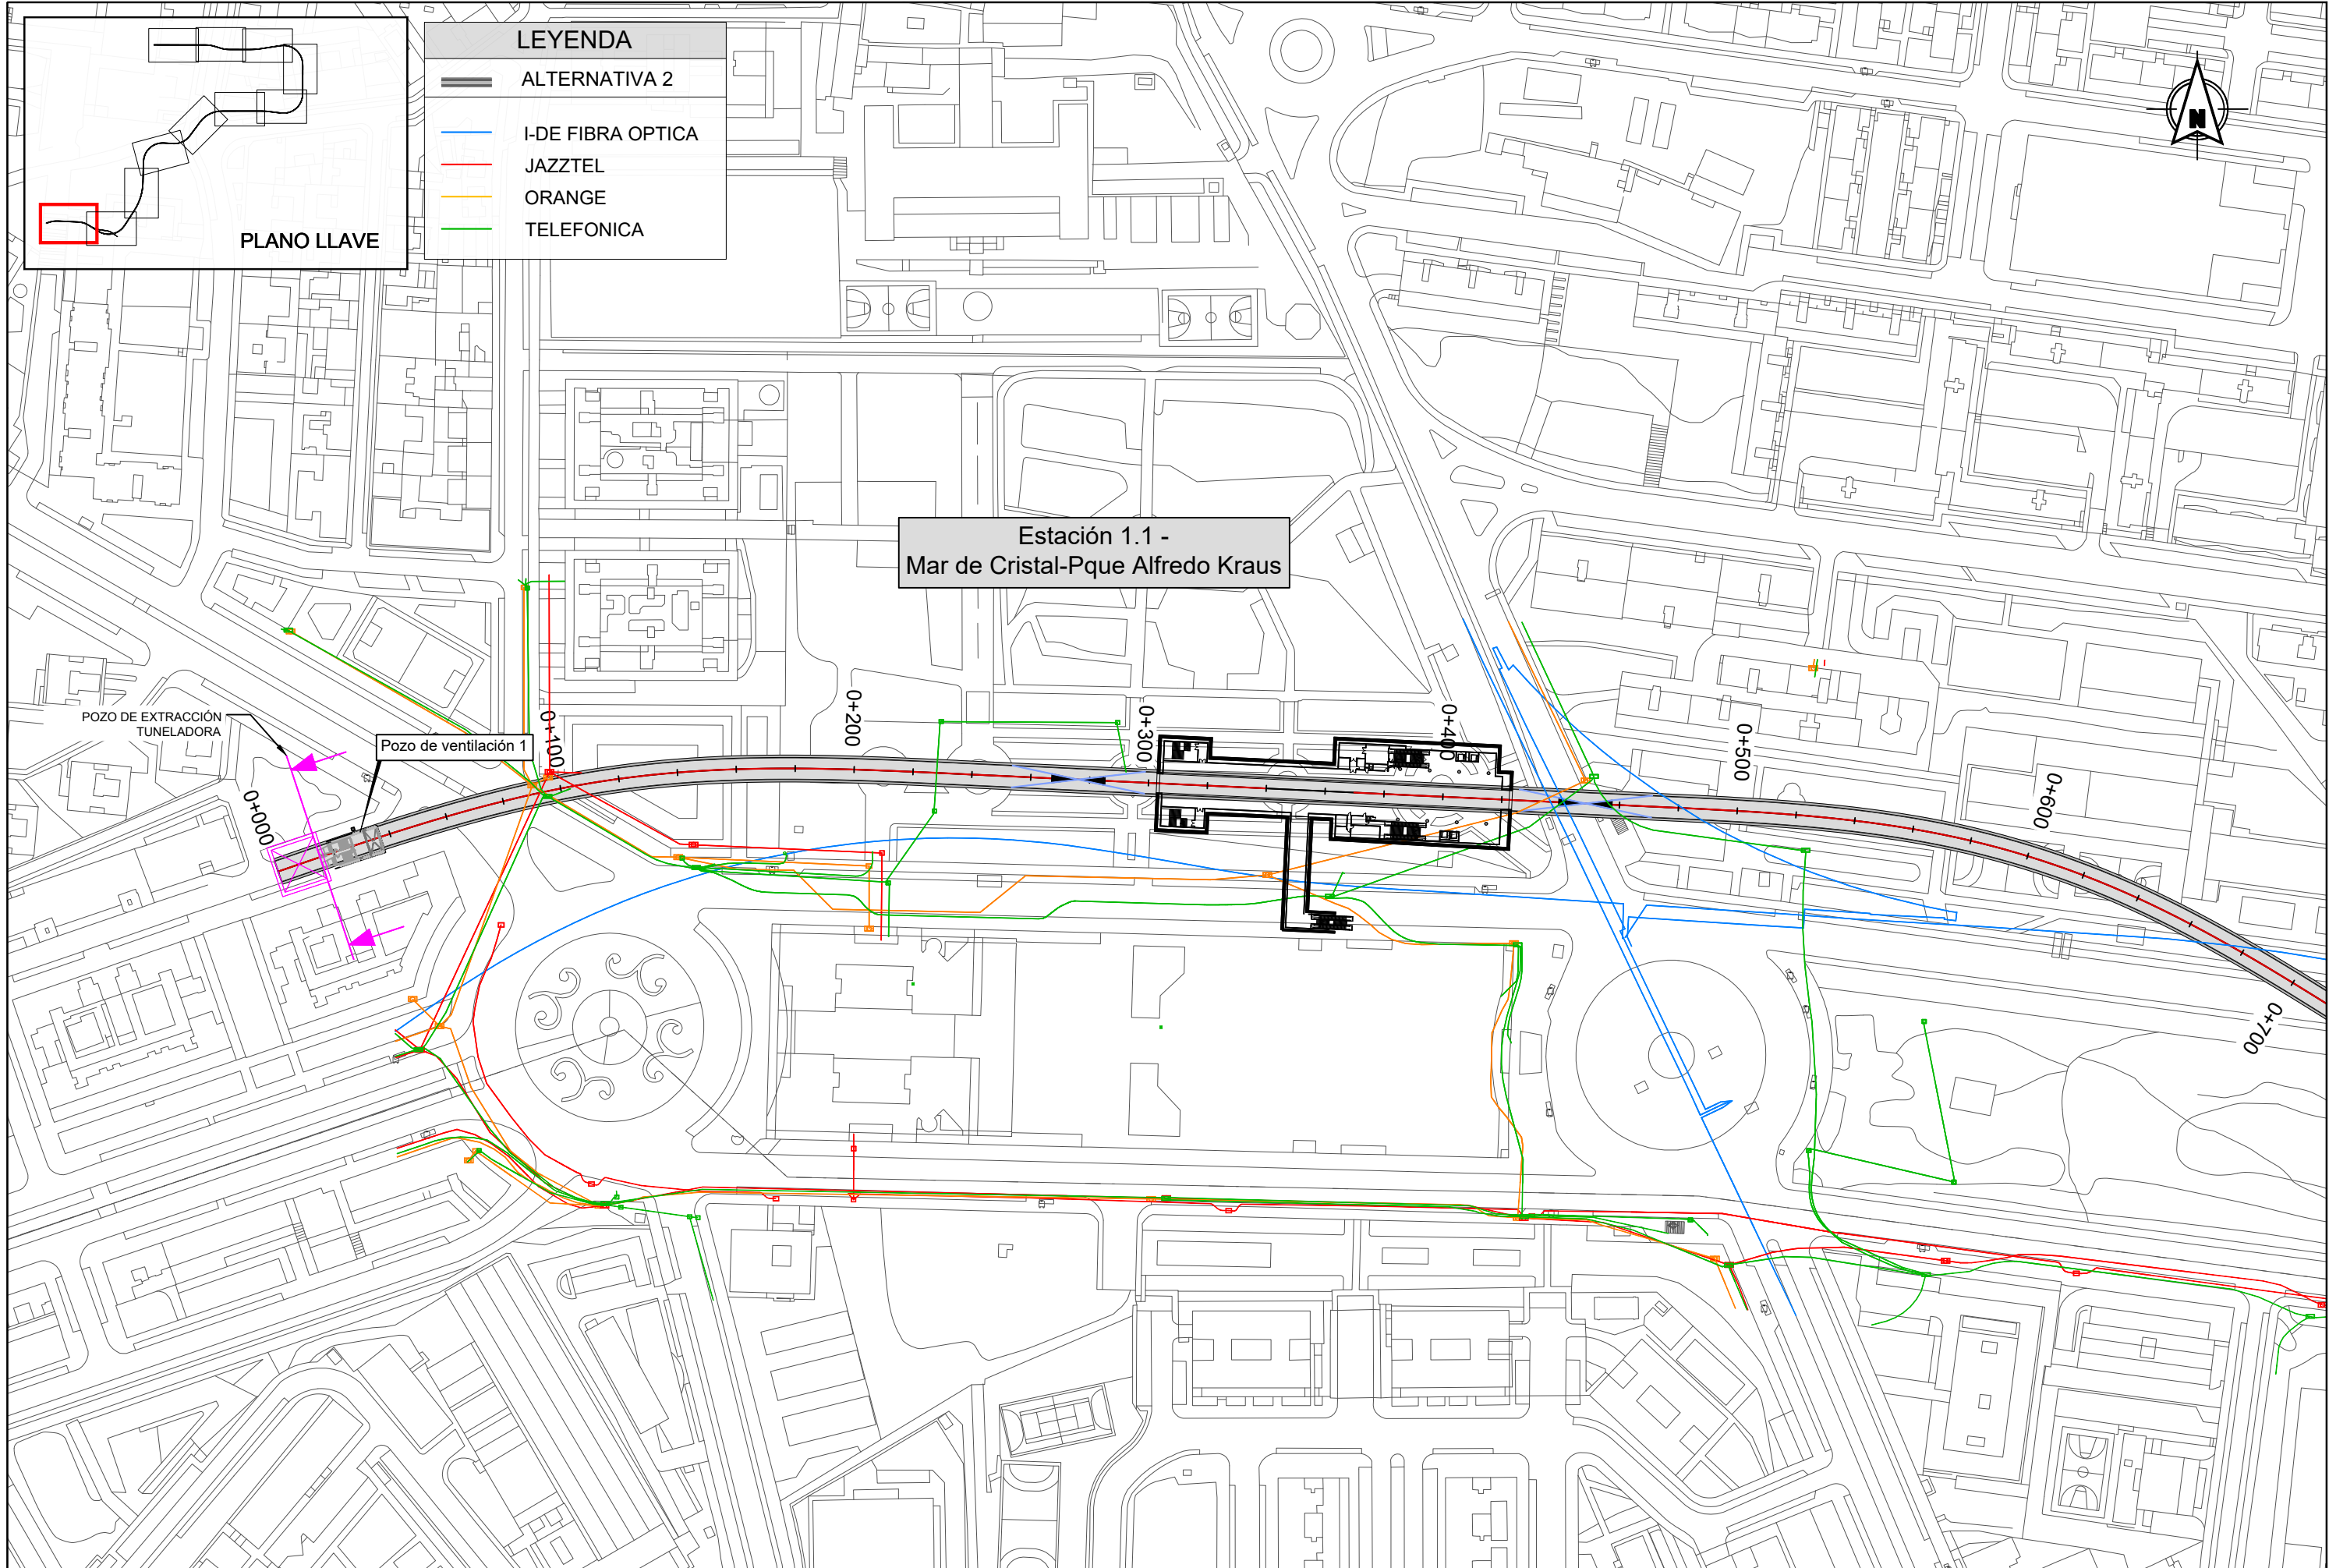 PLANO LLAVE
LEYENDA
ALTERNATIVA 2
I-DE FIBRA OPTICA
JAZZTEL
ORANGE
TELEFONICA
N
Estación 1.1 -
Mar de Cristal-Pque Alfredo Kraus
POZO DE EXTRACCIÓN
TUNELADORA
Pozo de ventilación 1
0+000
0+100
0+200
0+300
0+400
0+500
0+600
0+700